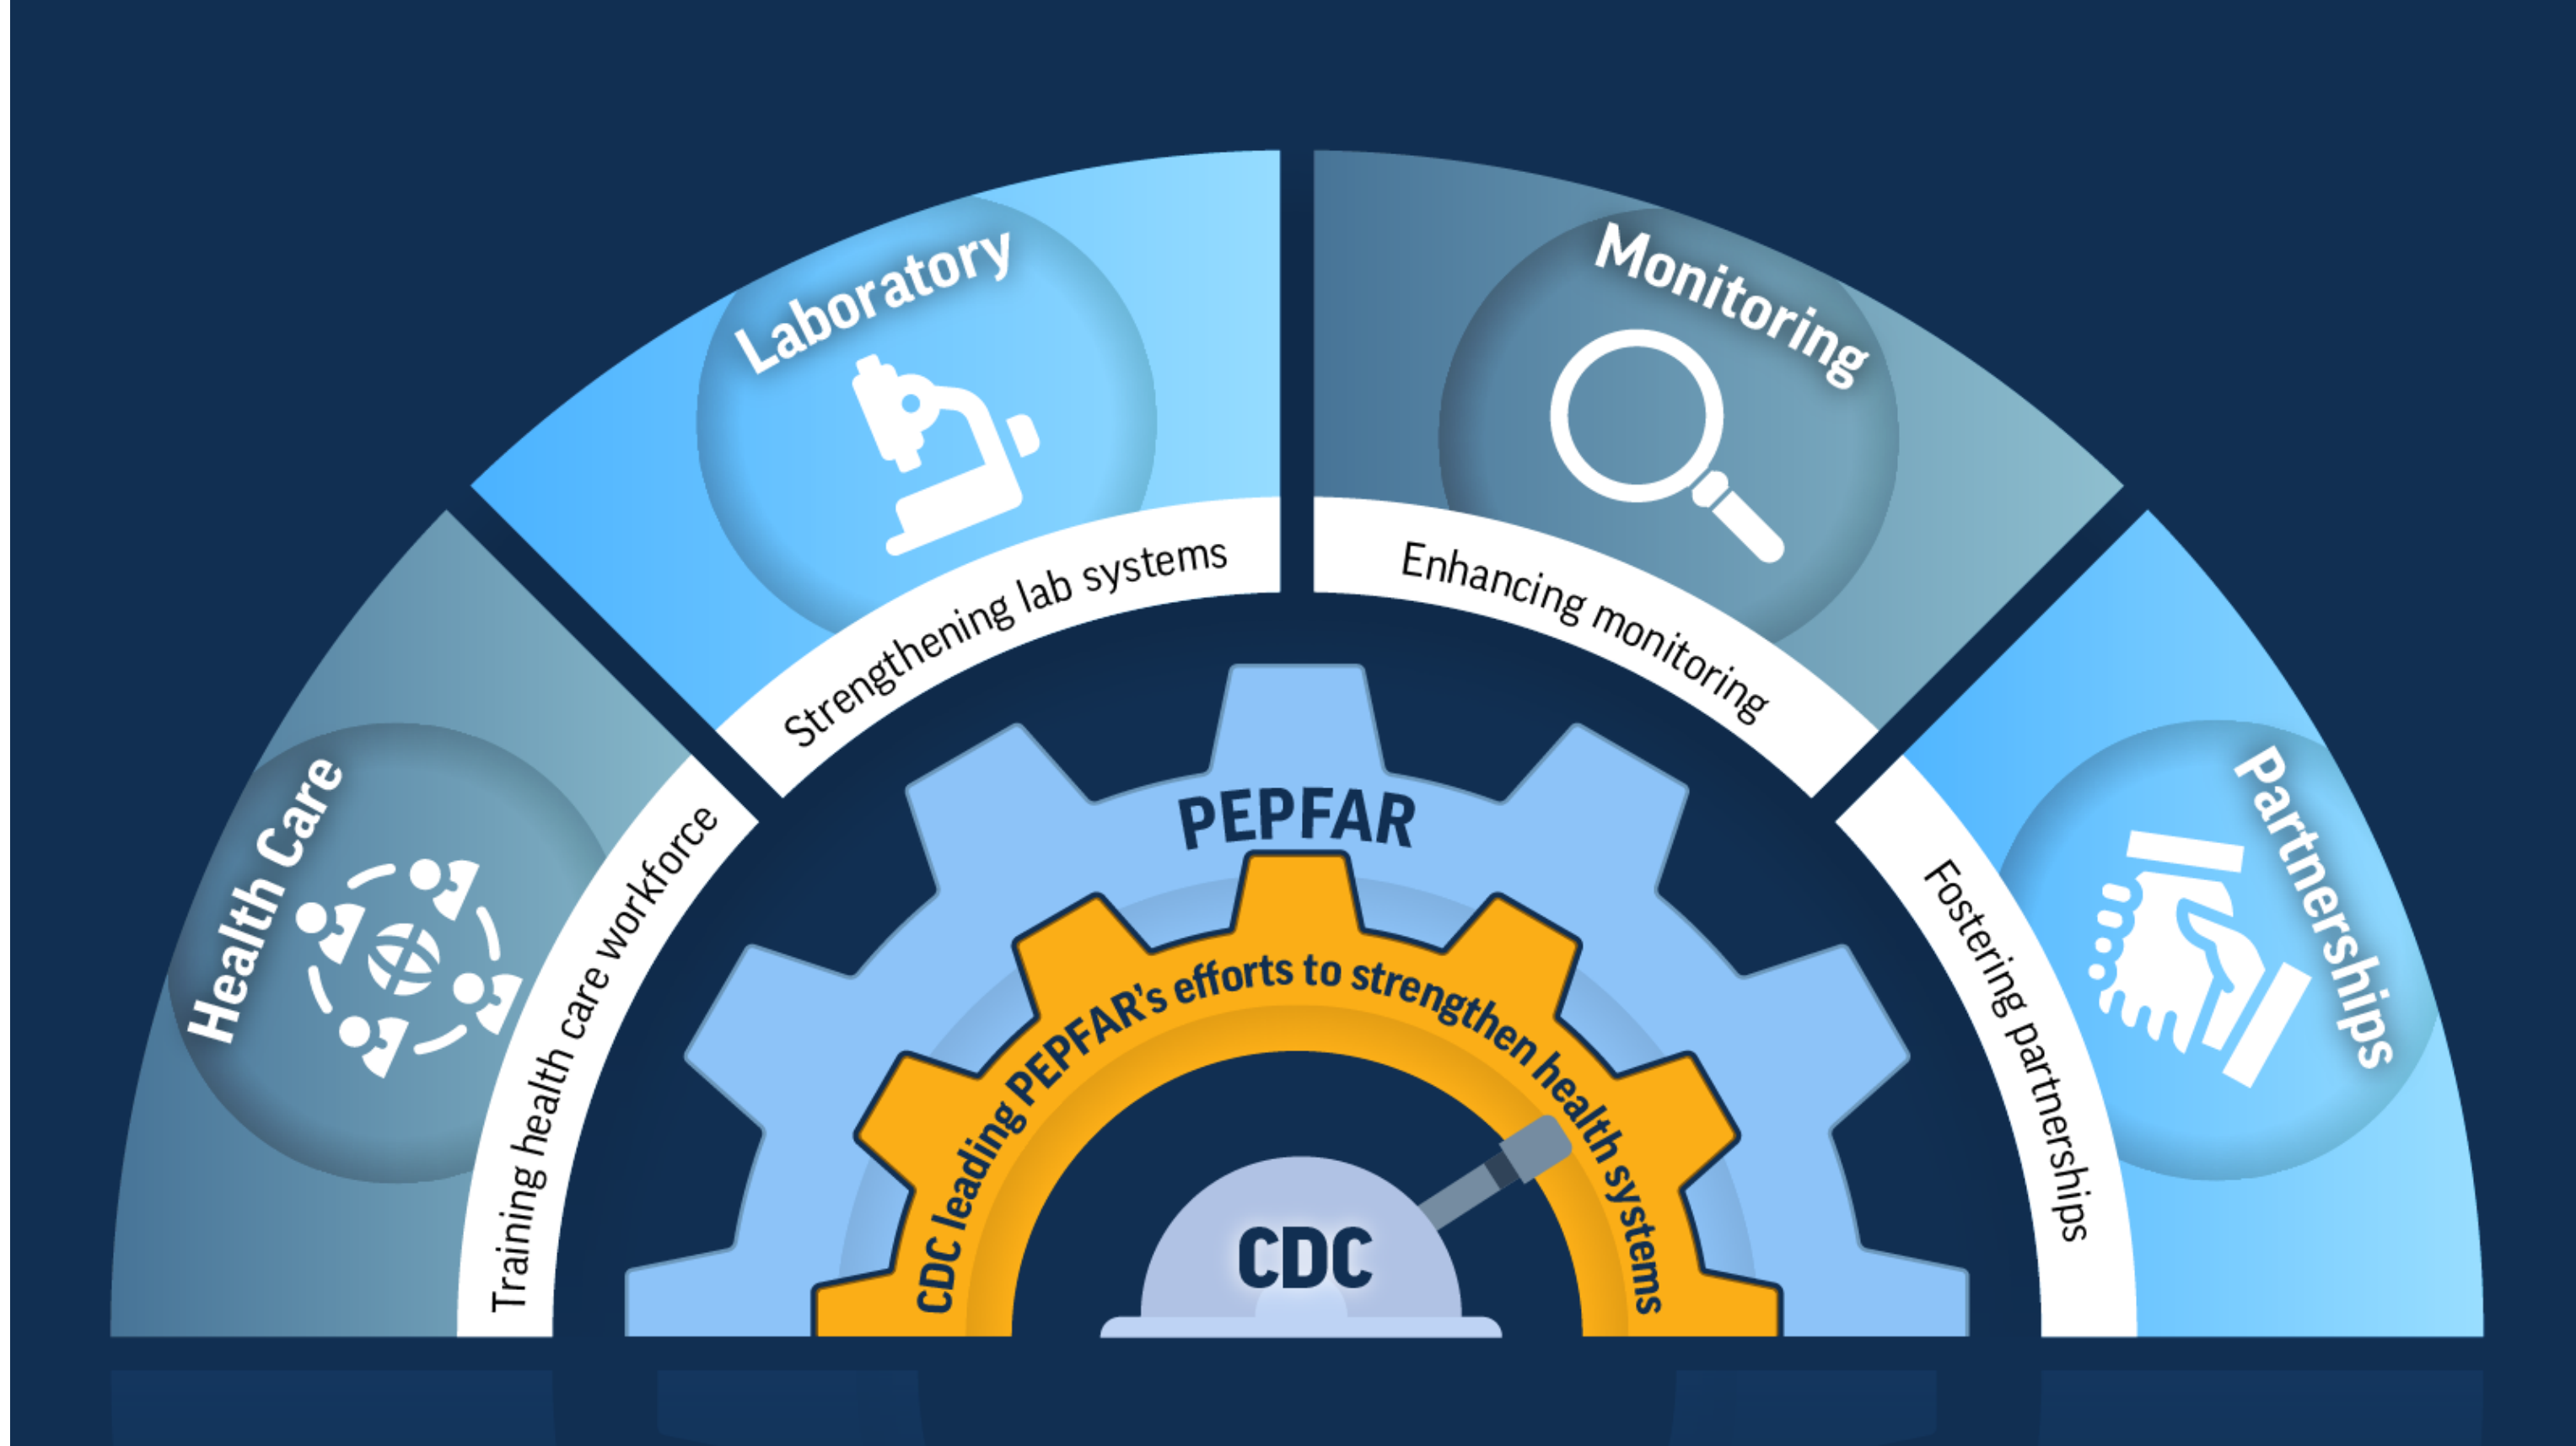 Health Care
Training health care workforce
Laboratory
Strengthening lab systems
Monitoring
Enhancing monitoring
Partnerships
Fostering partnerships
PEPFAR
CDC leading PEPFAR's efforts to strengthen health systems
CDC